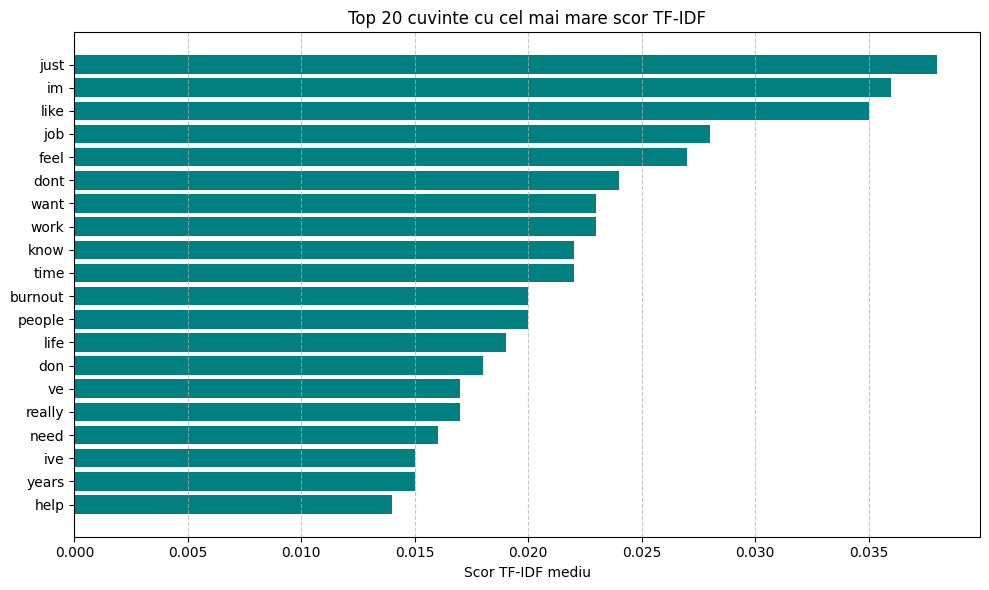 Top 20 cuvinte cu cel mai mare scor TF-IDF
just
im
like
job
feel
dont
want
work
know
time
burnout
people
life
don
ve
really
need
ive
years
help
0.000 0.005 0.010 0.015 0.020 0.025 0.030 0.035
Scor TF-IDF mediu